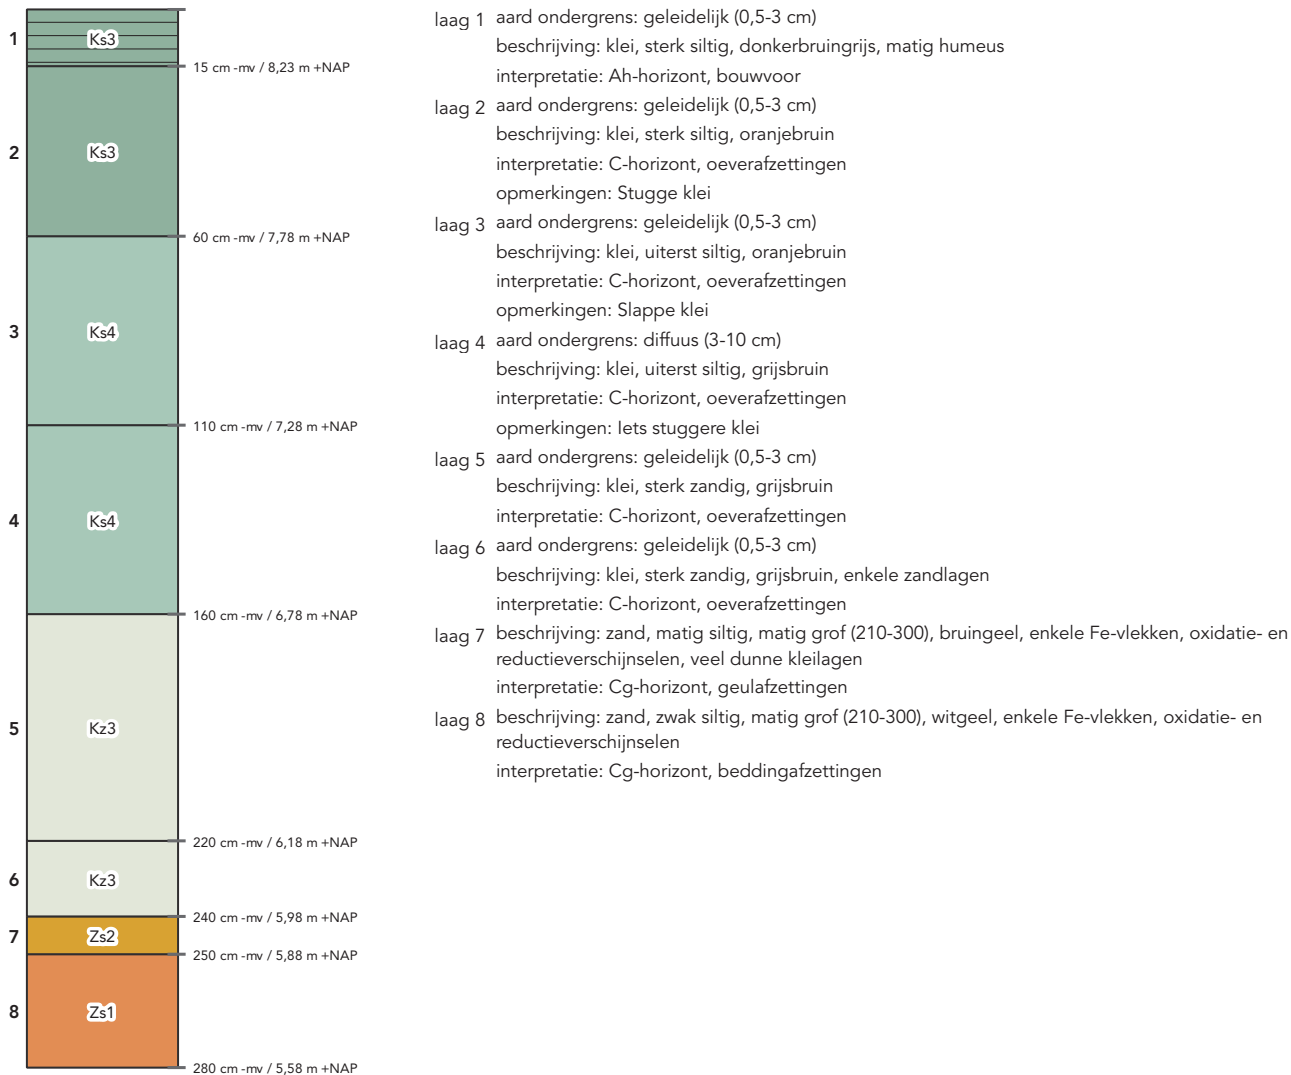 1
Ks3
15 cm -mv / 8,23 m +NAP
2
Ks3
60 cm -mv / 7,78 m +NAP
3
Ks4
110 cm -mv / 7,28 m +NAP
4
Ks4
160 cm -mv / 6,78 m +NAP
5
Kz3
220 cm -mv / 6,18 m +NAP
6
Kz3
240 cm -mv / 5,98 m +NAP
7
Zs2
250 cm -mv / 5,88 m +NAP
8
Zs1
280 cm -mv / 5,58 m +NAP
laag 1 aard ondergrens: geleidelijk (0,5-3 cm)
beschrijving: klei, sterk siltig, donkerbruingrijs, matig humeus
interpretatie: Ah-horizont, bouwvoor
laag 2 aard ondergrens: geleidelijk (0,5-3 cm)
beschrijving: klei, sterk siltig, oranjebruin
interpretatie: C-horizont, oeverafzettingen
opmerkingen: Stugge klei
laag 3 aard ondergrens: geleidelijk (0,5-3 cm)
beschrijving: klei, uiterst siltig, oranjebruin
interpretatie: C-horizont, oeverafzettingen
opmerkingen: Slappe klei
laag 4 aard ondergrens: diffuus (3-10 cm)
beschrijving: klei, uiterst siltig, grijsbruin
interpretatie: C-horizont, oeverafzettingen
opmerkingen: Iets stuggere klei
laag 5 aard ondergrens: geleidelijk (0,5-3 cm)
beschrijving: klei, sterk zandig, grijsbruin
interpretatie: C-horizont, oeverafzettingen
laag 6 aard ondergrens: geleidelijk (0,5-3 cm)
beschrijving: klei, sterk zandig, grijsbruin, enkele zandlagen
interpretatie: C-horizont, oeverafzettingen
laag 7 beschrijving: zand, matig siltig, matig grof (210-300), bruingeel, enkele Fe-vlekken, oxidatie- en
reductieverschijnselen, veel dunne kleilagen
interpretatie: Cg-horizont, geulafzettingen
laag 8 beschrijving: zand, zwak siltig, matig grof (210-300), witgeel, enkele Fe-vlekken, oxidatie- en
reductieverschijnselen
interpretatie: Cg-horizont, beddingafzettingen